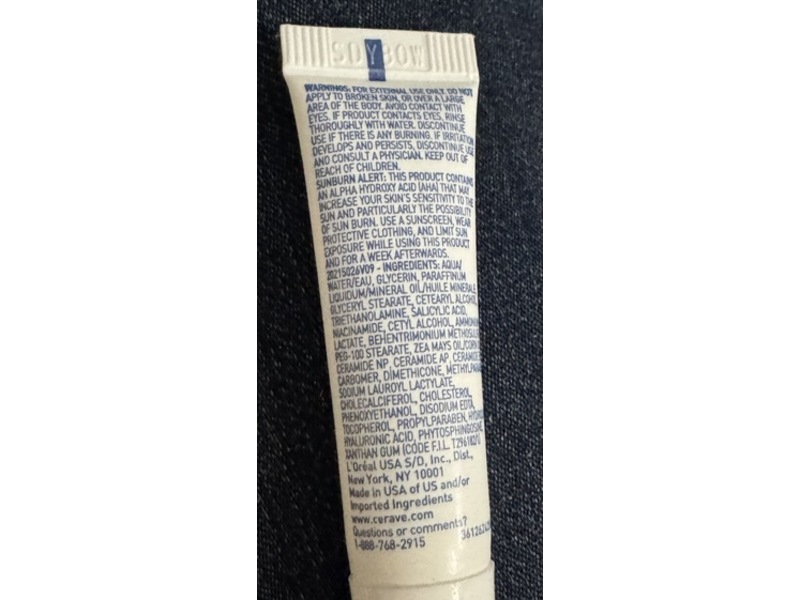 SDY30W
WARNINGS: FOR EXTERNAL USE ONLY. DO NOT
APPLY TO BROKEN SKIN, OR OVER A LARGE
AREA OF THE BODY. AVOID CONTACT WITH
EYES. IF PRODUCT CONTACTS EYES, RINSE
THOROUGHLY WITH WATER. DISCONTINUE
USE IF THERE IS ANY BURNING. IF IRRITATION
DEVELOPS AND PERSISTS, DISCONTINUE USE
AND CONSULT A PHYSICIAN. KEEP OUT OF
REACH OF CHILDREN.
SUNBURN ALERT: THIS PRODUCT CONTAINS
AN ALPHA HYDROXY ACID (AHA) THAT MAY
INCREASE YOUR SKIN'S SENSITIVITY TO THE
SUN AND PARTICULARLY THE POSSIBILITY
OF SUN BURN. USE A SUNSCREEN, WEAR
PROTECTIVE CLOTHING, AND LIMIT SUN
EXPOSURE WHILE USING THIS PRODUCT
AND FOR A WEEK AFTERWARDS.
20215026V09 - INGREDIENTS: AQUA/
WATER/EAU, GLYCERIN, PARAFFINUM
LIQUIDUM/MINERAL OIL/HUILE MINERALE,
GLYCERYL STEARATE, CETEARYL ALCOHOL,
TRIETHANOLAMINE, SALICYLIC ACID,
NIACINAMIDE, CETYL ALCOHOL, AMMONIUM
LACTATE, BEHENTRIMONIUM METHOSUL
PEG-100 STEARATE, ZEA MAYS OIL/CORN
CERAMIDE NP, CERAMIDE AP, CERAMIDE
CARBOMER, DIMETHICONE, METHYLPARA
SODIUM LAUROYL LACTYLATE,
CHOLECALCIFEROL, CHOLESTEROL,
PHENOXYETHANOL, DISODIUM EDTA,
TOCOPHEROL, PROPYLPARABEN, HYDRO
HYALURONIC ACID, PHYTOSPHINGOSINE,
XANTHAN GUM (CODE F.I.L. T296182/1)
L'Oréal USA S/D, Inc., Dist.,
New York, NY 10001
Made in USA of US and/or
Imported Ingredients
www.cerave.com
Questions or comments?
1-888-768-2915